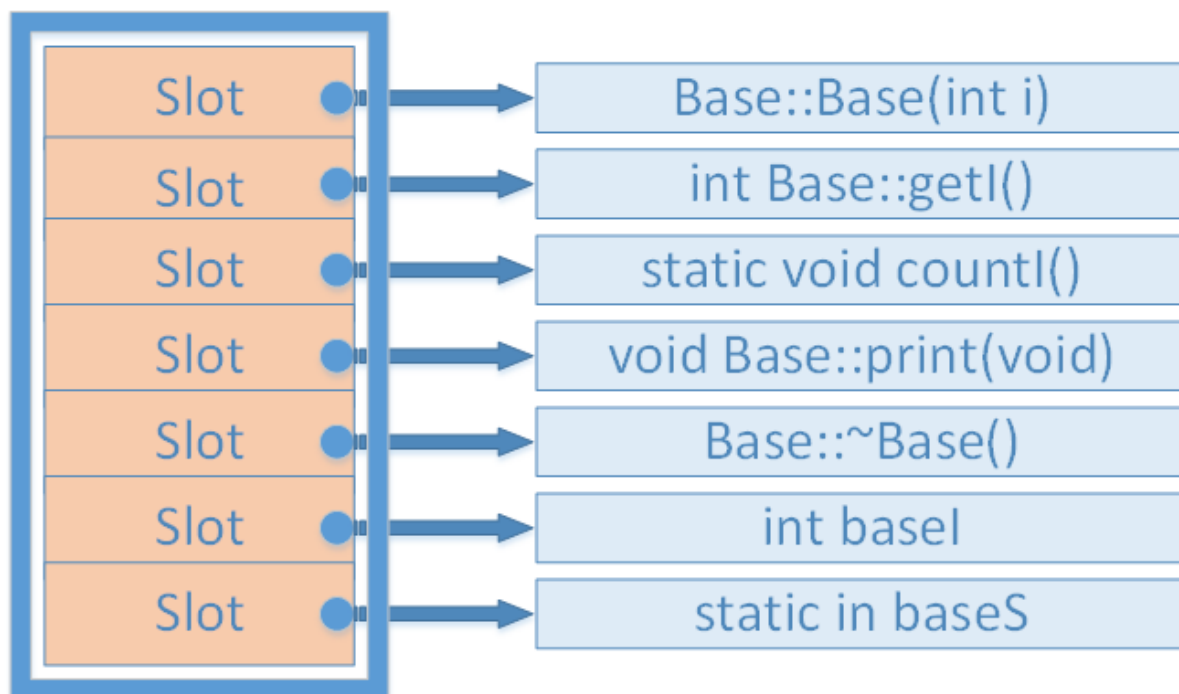 Slot
Base::Base(int i)
Slot
int Base::getI()
Slot
static void countI()
Slot
void Base::print(void)
Slot
Base::~Base()
Slot
int baseI
Slot
static in baseS